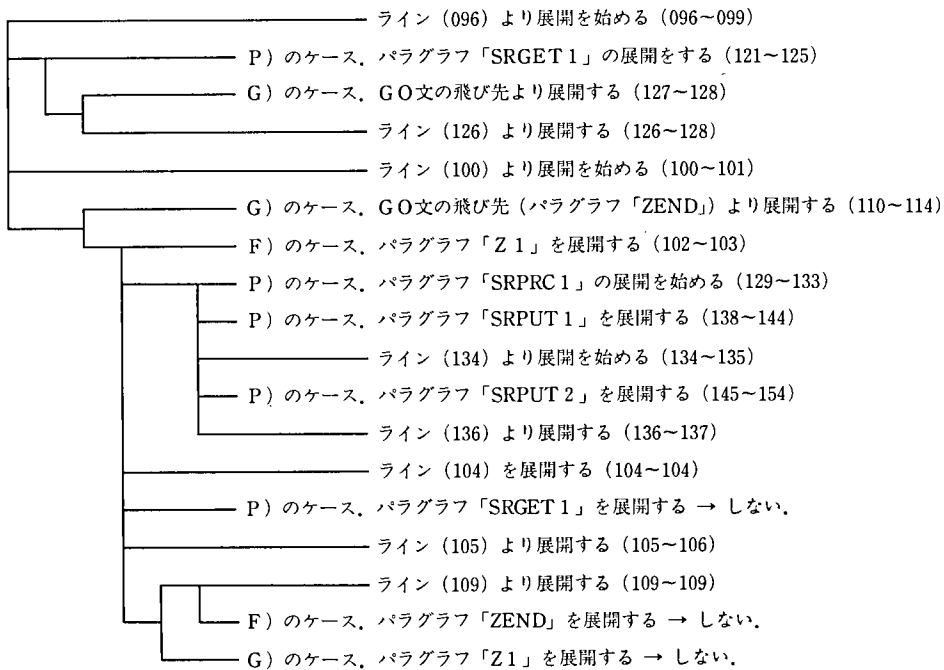 ライン (096) より展開を始める (096~099)
P) のケース. パラグラフ「SRGET 1」の展開をする (121~125)
G) のケース. GO文の飛び先より展開する (127~128)
ライン (126) より展開する (126~128)
ライン (100) より展開を始める (100~101)
G) のケース. GO文の飛び先 (パラグラフ「ZEND」) より展開する (110~114)
F) のケース. パラグラフ「Z 1」を展開する (102~103)
P) のケース. パラグラフ「SRPRC 1」の展開を始める (129~133)
P) のケース. パラグラフ「SRPUT 1」を展開する (138~144)
ライン (134) より展開を始める (134~135)
P) のケース. パラグラフ「SRPUT 2」を展開する (145~154)
ライン (136) より展開する (136~137)
ライン (104) を展開する (104~104)
P) のケース. パラグラフ「SRGET 1」を展開する → しない.
ライン (105) より展開する (105~106)
ライン (109) より展開する (109~109)
F) のケース. パラグラフ「ZEND」を展開する → しない.
G) のケース. パラグラフ「Z1」を展開する → しない.